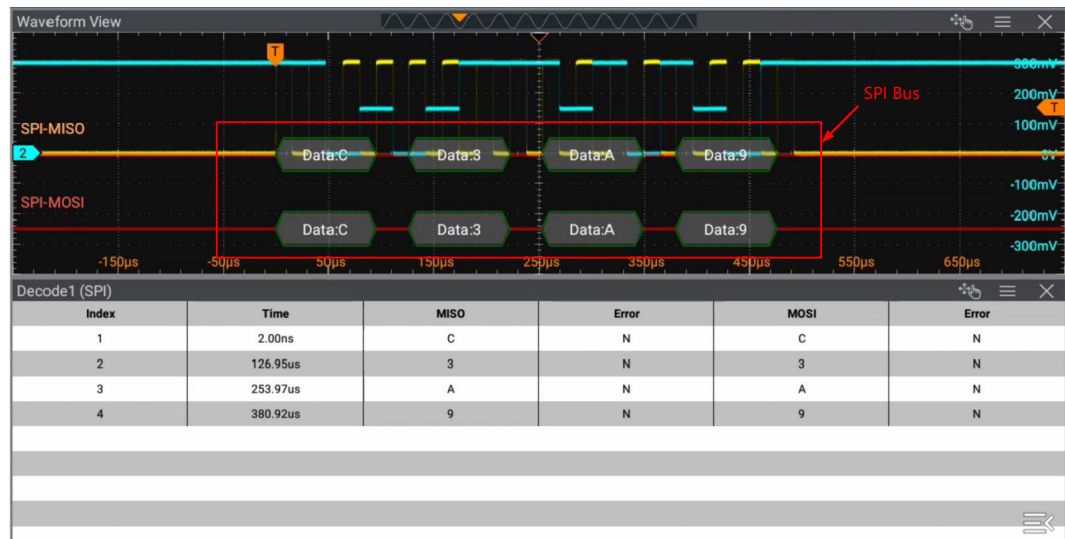 Waveform View
T
300mV
200mV
T
SPI Bus
SPI-MISO
100mV
2
Data:C Data:3 Data:A Data:9
0V
-100mV
SPI-MOSI
-200mV
Data:C Data:3 Data:A Data:9
-300mV
-150µs -50µs 50µs 150µs 250µs 350µs 450µs 550µs 650µs
Decode1 (SPI)
Index Time MISO Error MOSI Error
1 2.00ns C N C N
2 126.95us 3 N 3 N
3 253.97us A N A N
4 380.92us 9 N 9 N